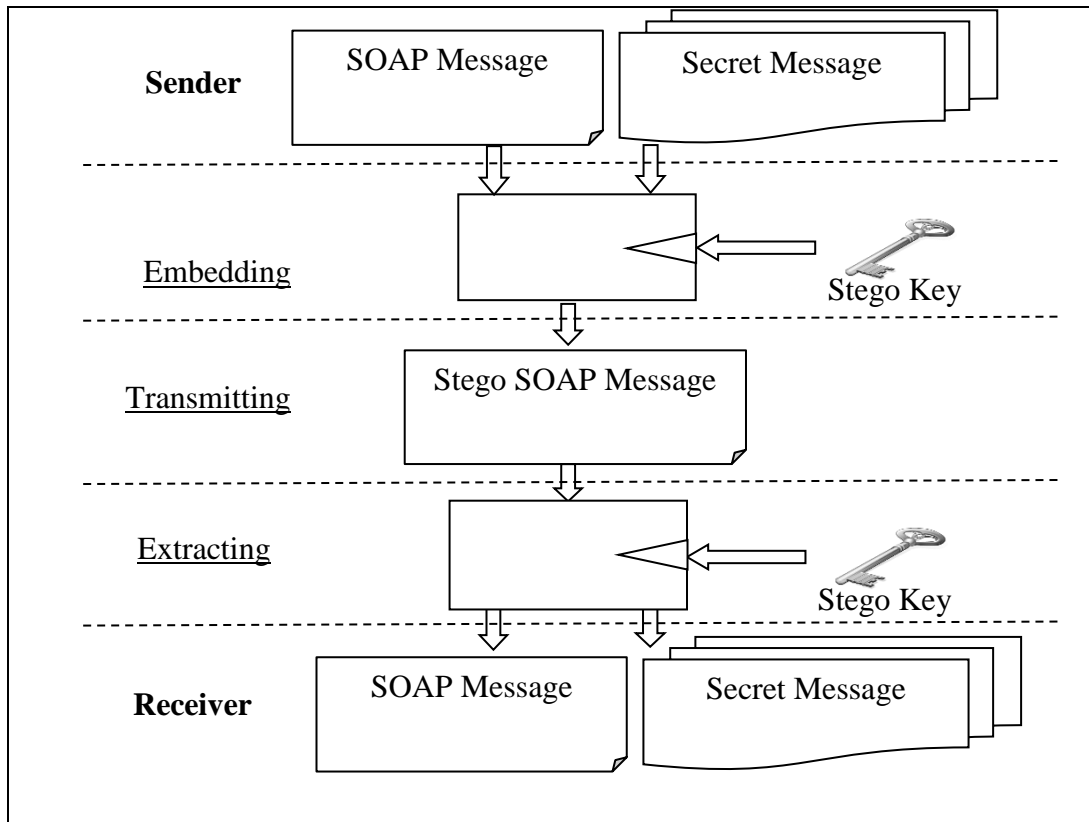 SOAP Message
Secret Message
Sender
Embedding
Stego Key
Stego SOAP Message
Transmitting
Extracting
Stego Key
SOAP Message
Secret Message
Receiver